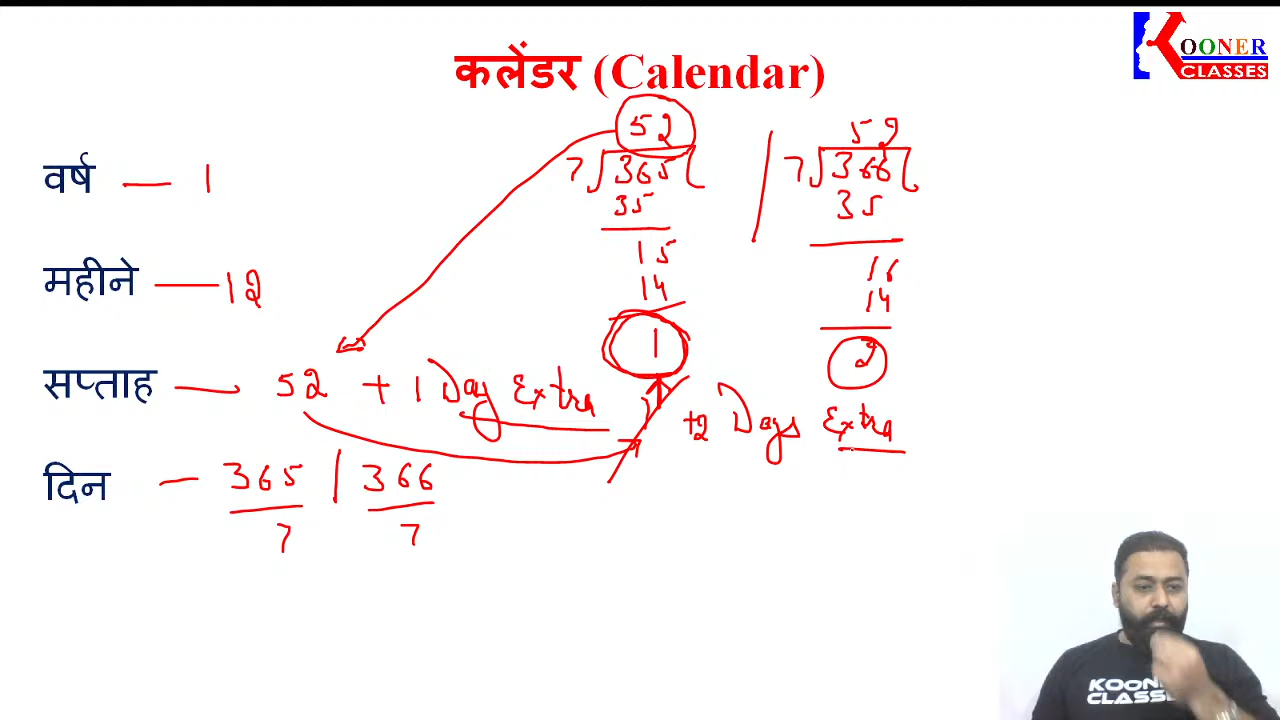 कलेंडर (Calendar)
KOONER
CLASSES
वर्ष — 1
महीने — 12
सप्ताह — 52 + 1 Day Extra
+2 Days Extra
दिन — 365 | 366
7 7
52
7 365
35
15
14
1
52
7 366
35
16
14
2
KOONER
CLASSES